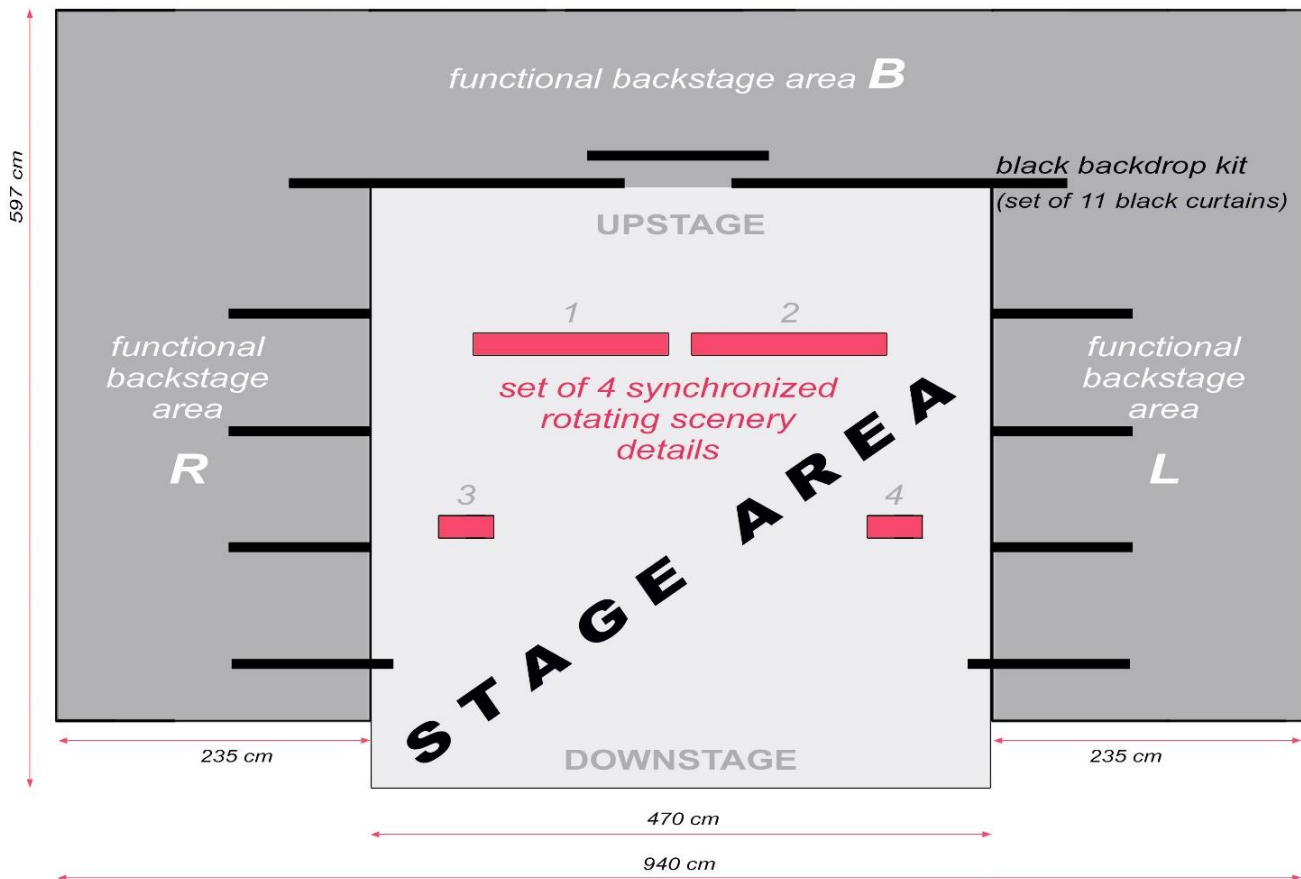 functional backstage area B
597 cm
black backdrop kit
(set of 11 black curtains)
UPSTAGE
1
2
functional
backstage
area
R
set of 4 synchronized
rotating scenery
details
functional
backstage
area
L
3
4
STAGE AREA
DOWNSTAGE
235 cm
235 cm
470 cm
940 cm